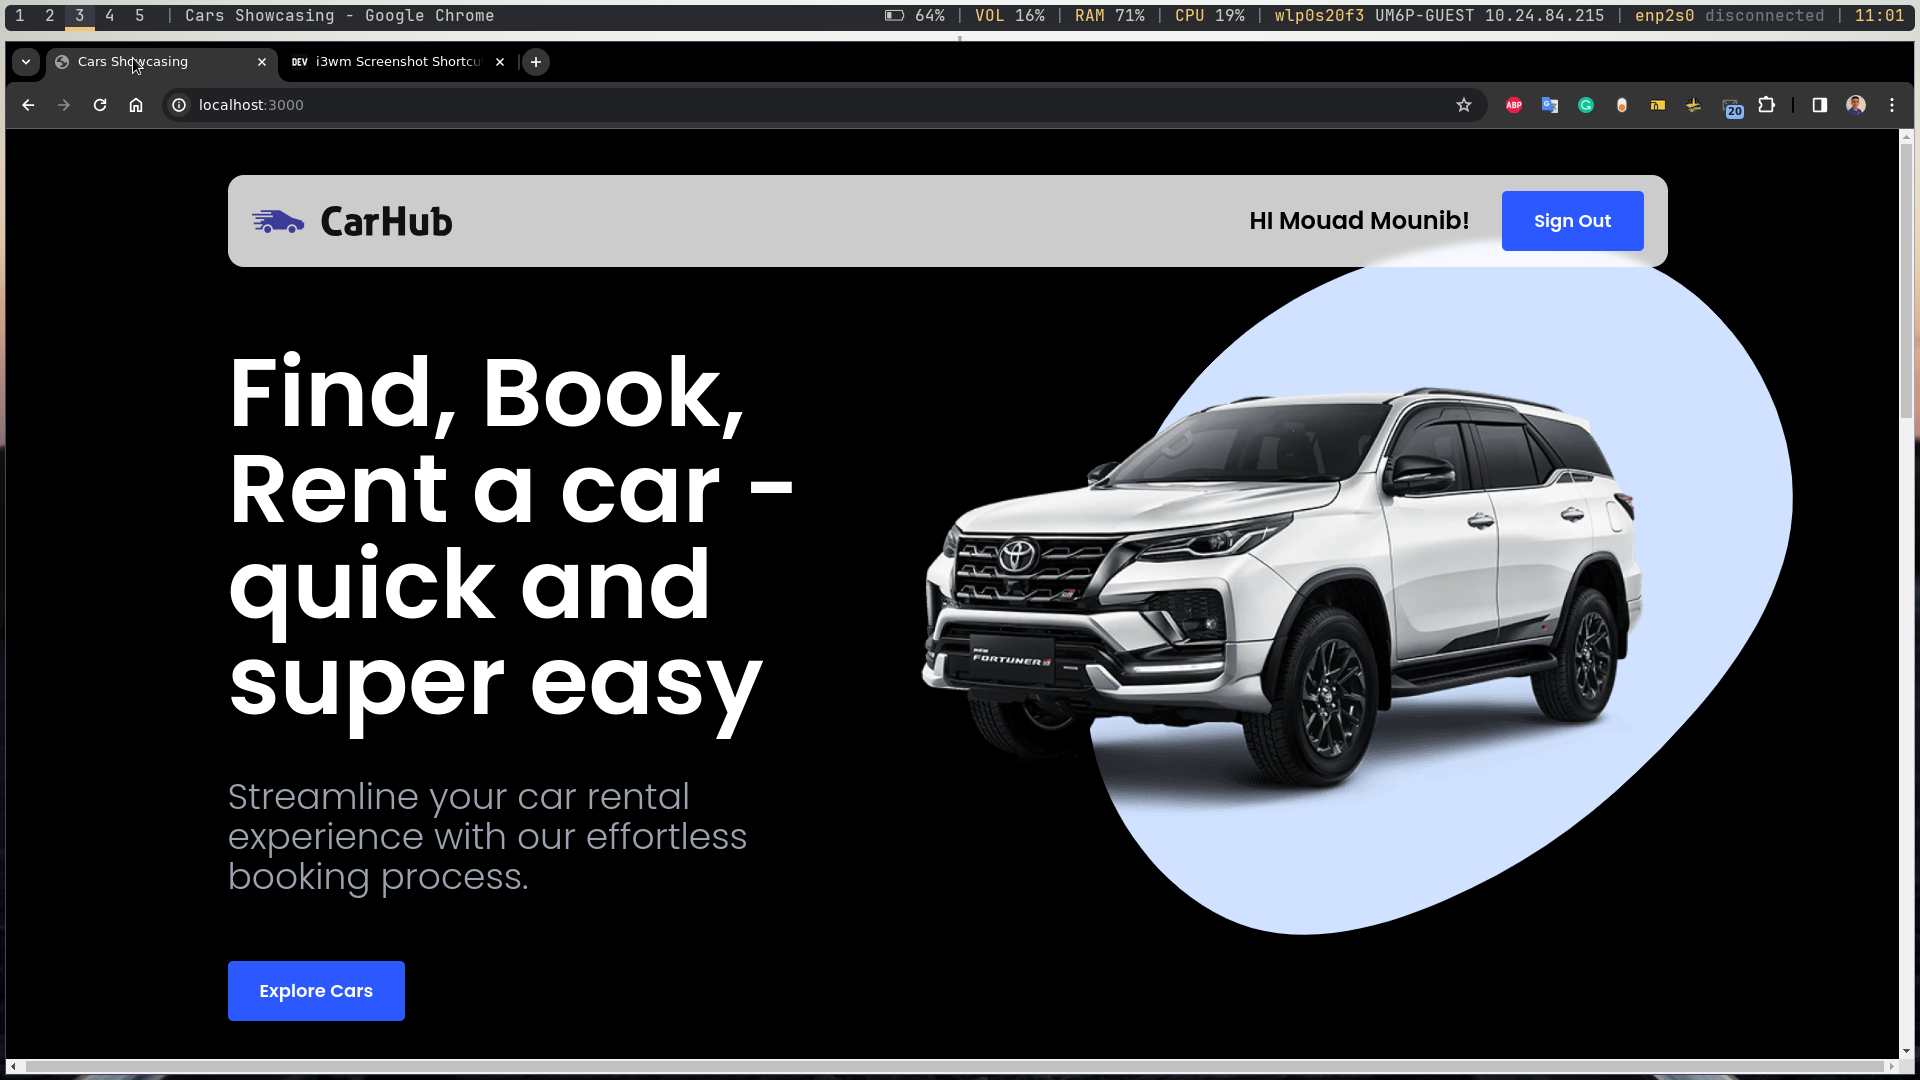 1 2 3 4 5 | Cars Showcasing - Google Chrome
64% | VOL 16% | RAM 71% | CPU 19% | wlp0s20f3 UM6P-GUEST 10.24.84.215 | enp2s0 disconnected | 11:01
Cars Showcasing
DEV i3wm Screenshot Shortcu
localhost:3000
ABP
20
CarHub
HI Mouad Mounib!
Sign Out
Find, Book,
Rent a car -
quick and
super easy
NEW
FORTUNER
Streamline your car rental
experience with our effortless
booking process.
Explore Cars